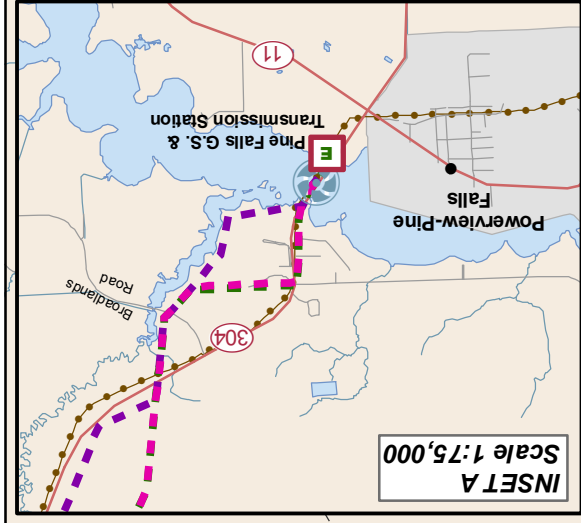 INSET A
Scale 1:75,000
304
Broadlands
Road
Powerview-Pine
Falls
E
Pine Falls G.S. &
Transmission Station
11